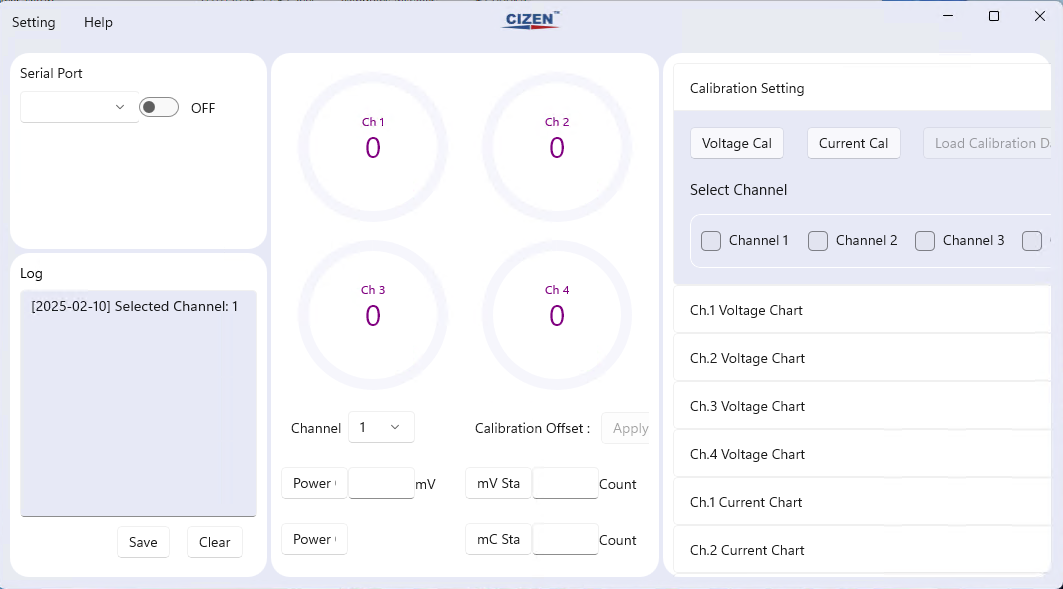 Setting Help
CIZEN™
Serial Port
OFF
Log
[2025-02-10] Selected Channel: 1
Save Clear
Ch 1
0
Ch 2
0
Ch 3
0
Ch 4
0
Channel 1 Calibration Offset : Apply
Power mV mV Sta Count
Power mC Sta Count
Calibration Setting
Voltage Cal Current Cal Load Calibration D
Select Channel
Channel 1 Channel 2 Channel 3
Ch.1 Voltage Chart
Ch.2 Voltage Chart
Ch.3 Voltage Chart
Ch.4 Voltage Chart
Ch.1 Current Chart
Ch.2 Current Chart